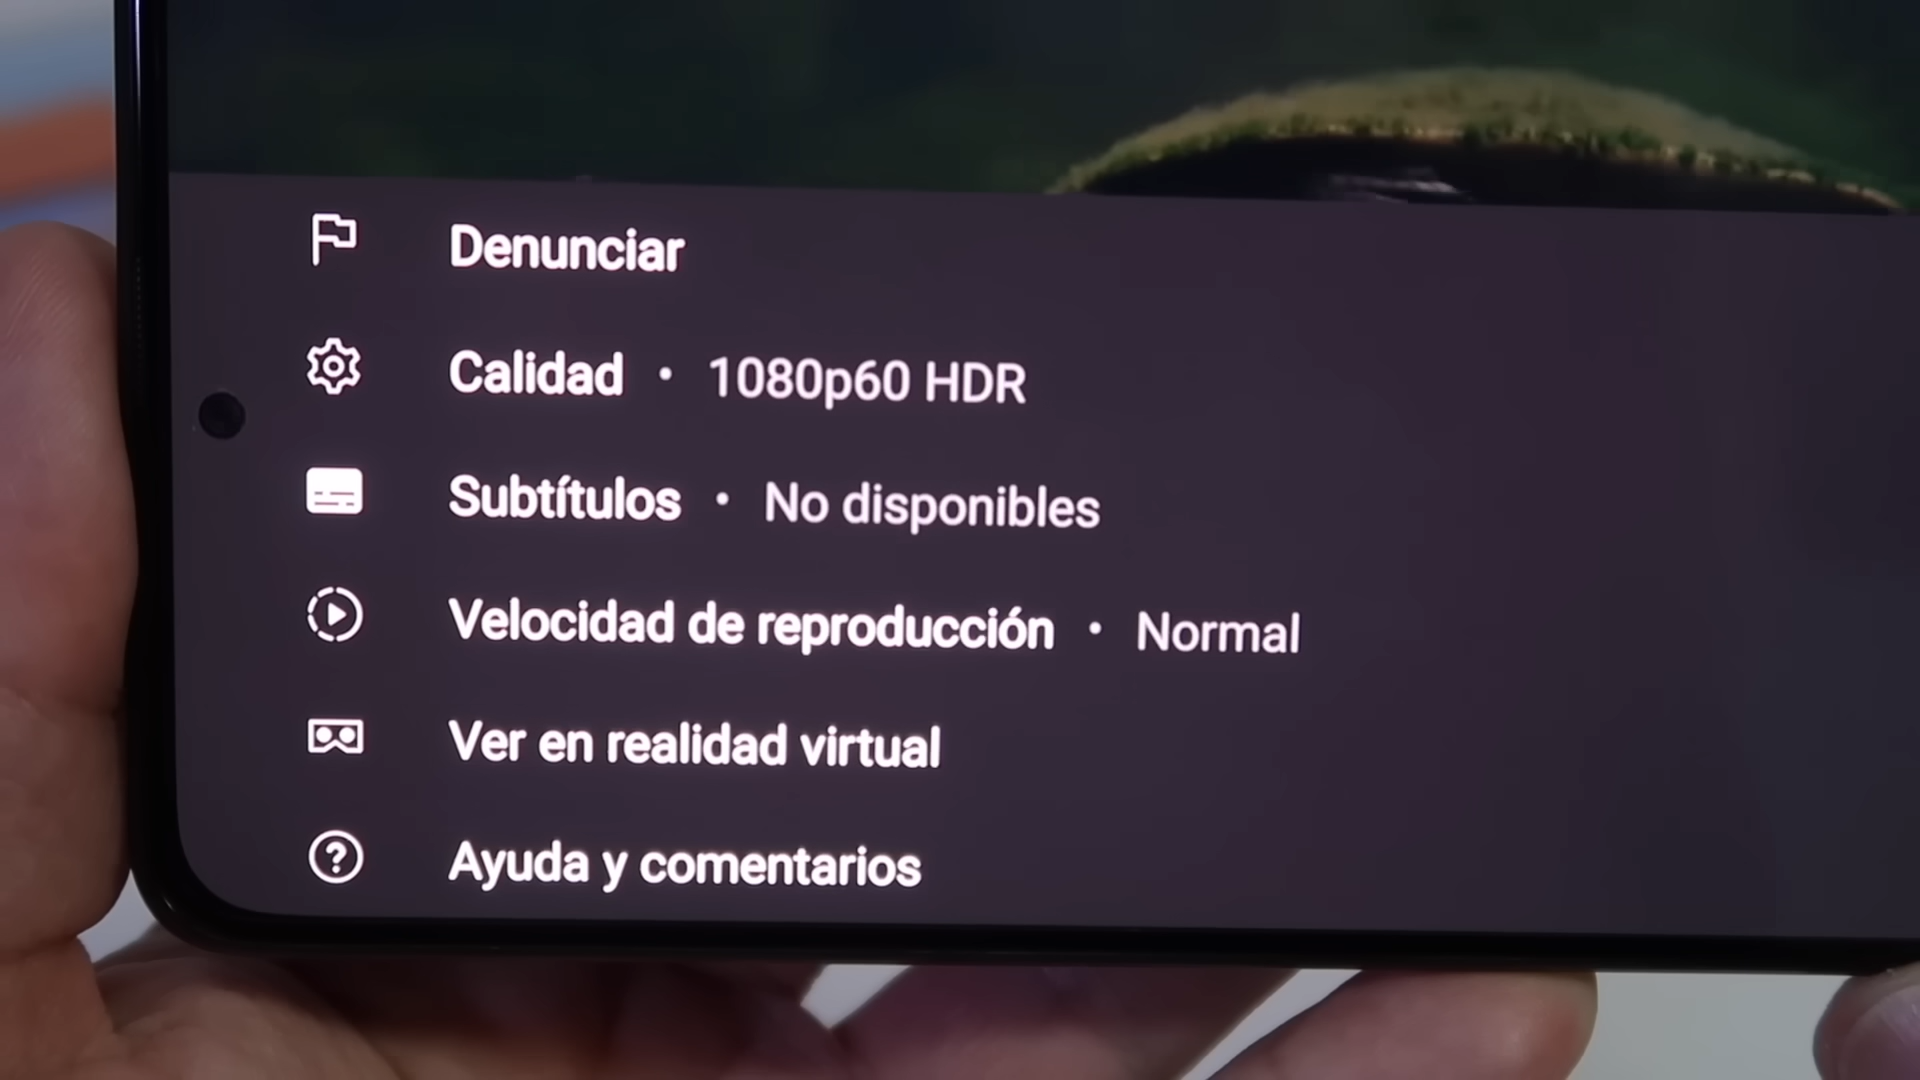 Denunciar
Calidad • 1080p60 HDR
Subtítulos • No disponibles
Velocidad de reproducción • Normal
Ver en realidad virtual
Ayuda y comentarios